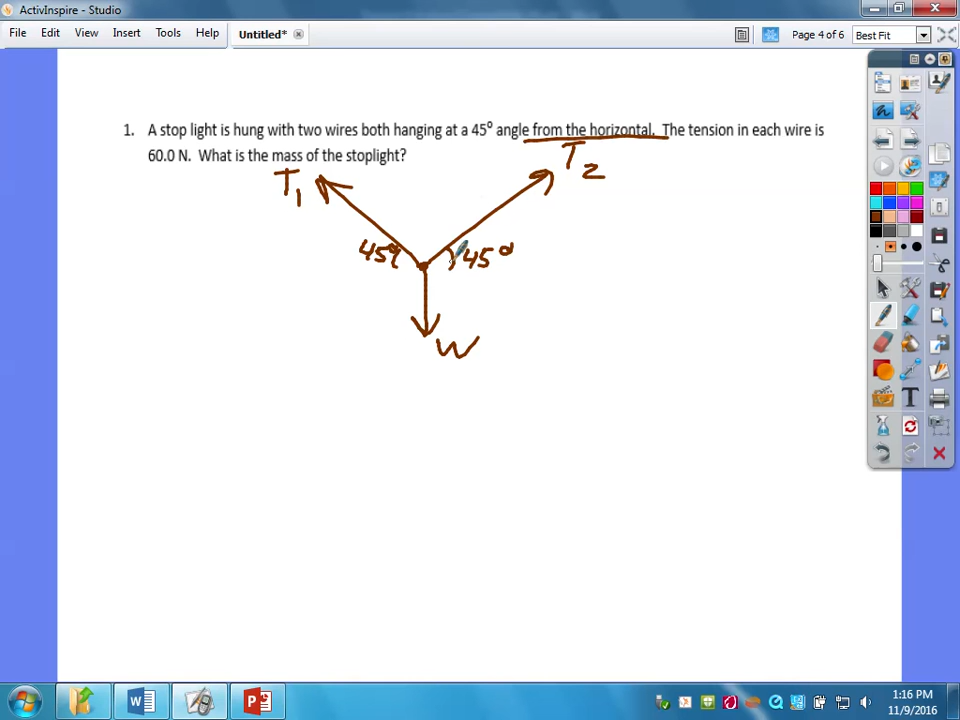 ActivInspire - Studio
File Edit View Insert Tools Help Untitled* Page 4 of 6 Best Fit
1. A stop light is hung with two wires both hanging at a 45⁰ angle from the horizontal. The tension in each wire is
60.0 N. What is the mass of the stoplight?
T1 T2
45° 45°
W
1:16 PM
11/9/2016